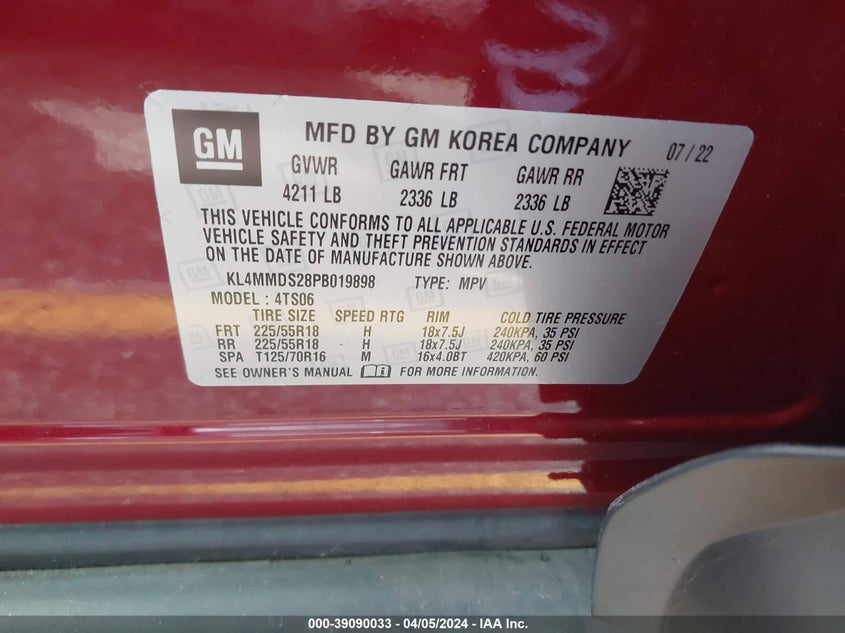 GM MFD BY GM KOREA COMPANY 07/22
GVWR GAWR FRT GAWR RR
4211 LB 2336 LB 2336 LB
THIS VEHICLE CONFORMS TO ALL APPLICABLE U.S. FEDERAL MOTOR
VEHICLE SAFETY AND THEFT PREVENTION STANDARDS IN EFFECT
ON THE DATE OF MANUFACTURE SHOWN ABOVE.
KL4MMDS28PB019898 TYPE: MPV
MODEL : 4TS06
TIRE SIZE SPEED RTG RIM COLD TIRE PRESSURE
FRT 225/55R18 H 18x7.5J 240KPA, 35 PSI
RR 225/55R18 H 18x7.5J 240KPA, 35 PSI
SPA T125/70R16 M 16x4.0BT 420KPA, 60 PSI
SEE OWNER'S MANUAL FOR MORE INFORMATION.
000-39090033 - 04/05/2024 - IAA Inc.